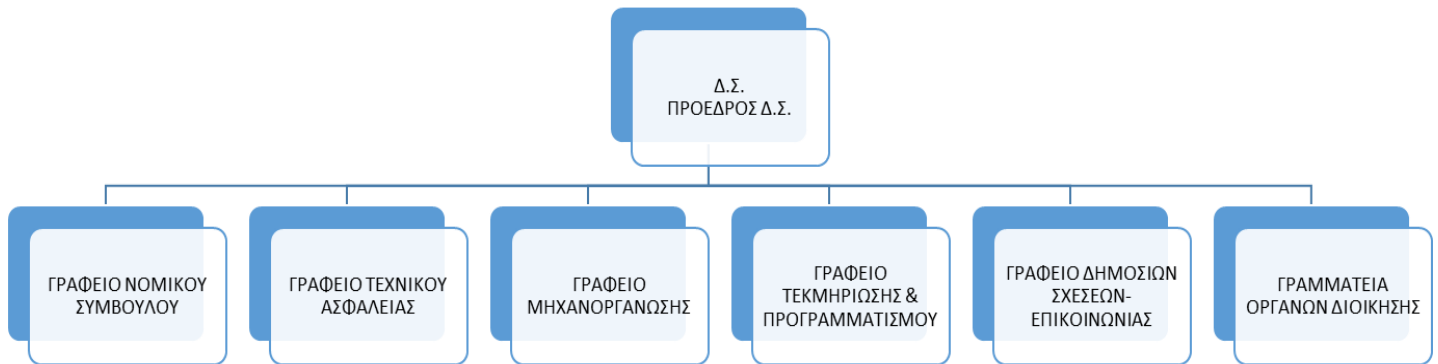 Δ.Σ.
ΠΡΟΕΔΡΟΣ Δ.Σ.
ΓΡΑΦΕΙΟ ΝΟΜΙΚΟΥ
ΣΥΜΒΟΥΛΟΥ
ΓΡΑΦΕΙΟ ΤΕΧΝΙΚΟΥ
ΑΣΦΑΛΕΙΑΣ
ΓΡΑΦΕΙΟ
ΜΗΧΑΝΟΡΓΑΝΩΣΗΣ
ΓΡΑΦΕΙΟ
ΤΕΚΜΗΡΙΩΣΗΣ &
ΠΡΟΓΡΑΜΜΑΤΙΣΜΟΥ
ΓΡΑΦΕΙΟ ΔΗΜΟΣΙΩΝ
ΣΧΕΣΕΩΝ-
ΕΠΙΚΟΙΝΩΝΙΑΣ
ΓΡΑΜΜΑΤΕΙΑ
ΟΡΓΑΝΩΝ ΔΙΟΙΚΗΣΗΣ